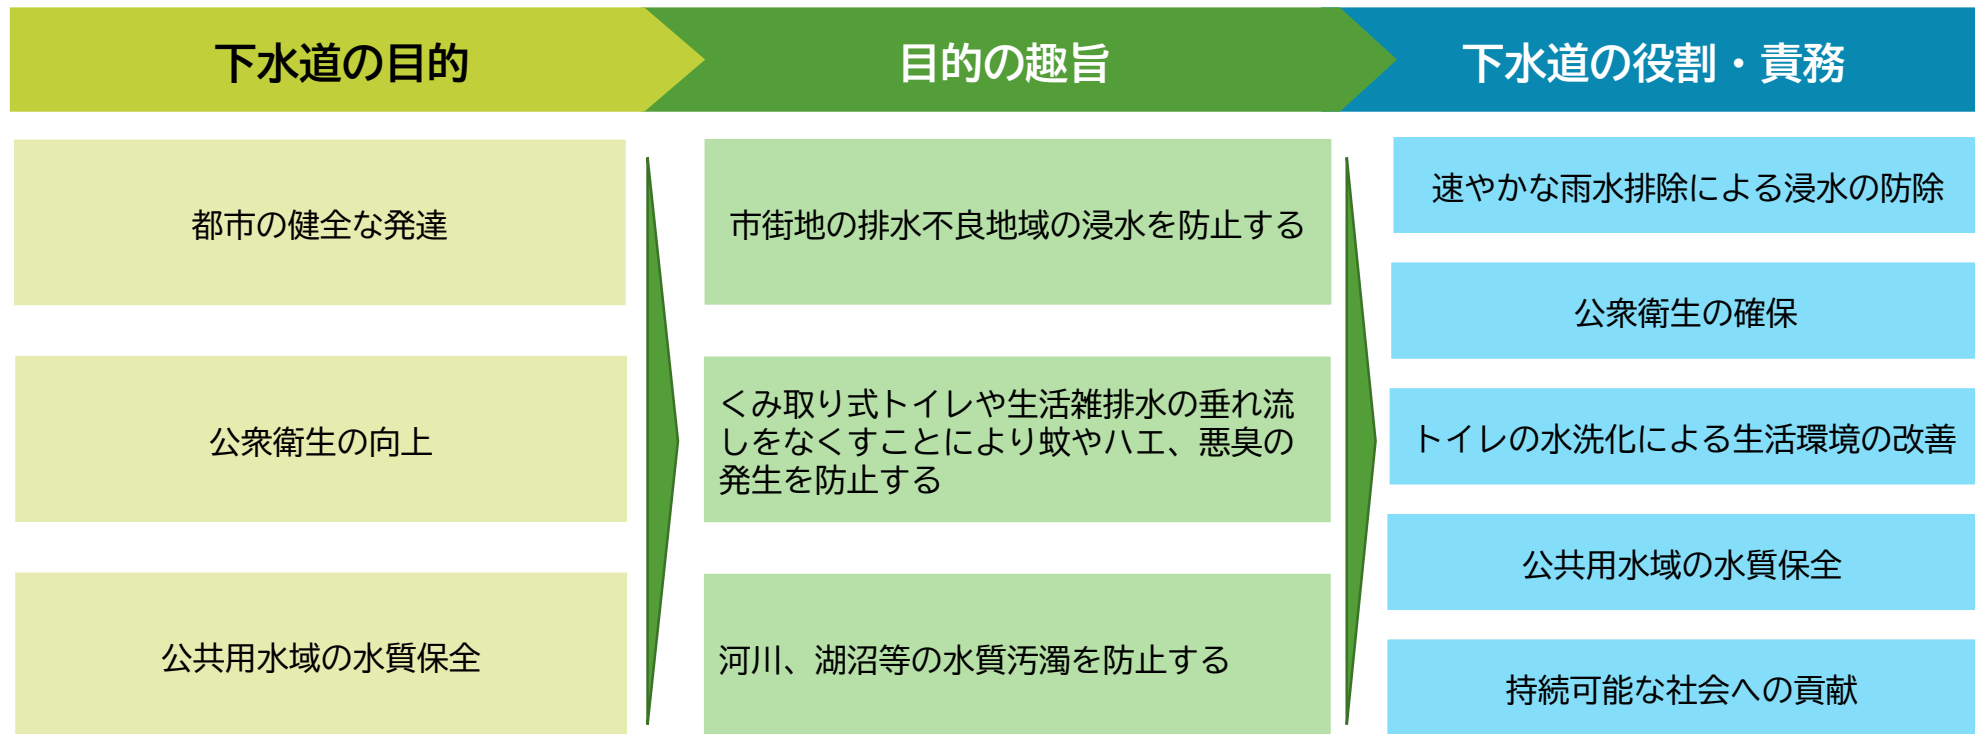 下水道の目的
目的の趣旨
下水道の役割・責務
都市の健全な発達
公衆衛生の向上
公共用水域の水質保全
市街地の排水不良地域の浸水を防止する
くみ取り式トイレや生活雑排水の垂れ流
しをなくすことにより蚊やハエ、悪臭の
発生を防止する
河川、湖沼等の水質汚濁を防止する
速やかな雨水排除による浸水の防除
公衆衛生の確保
トイレの水洗化による生活環境の改善
公共用水域の水質保全
持続可能な社会への貢献